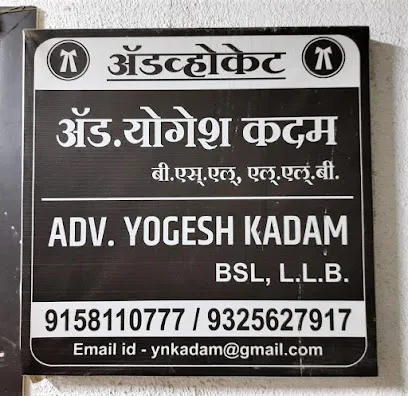 ॲडव्होकेट
ॲड.योगेश कदम
बी.एस्.एल्, एल्.एल्.बी.
ADV. YOGESH KADAM
BSL, L.L.B.
9158110777 / 9325627917
Email id - ynkadam@gmail.com